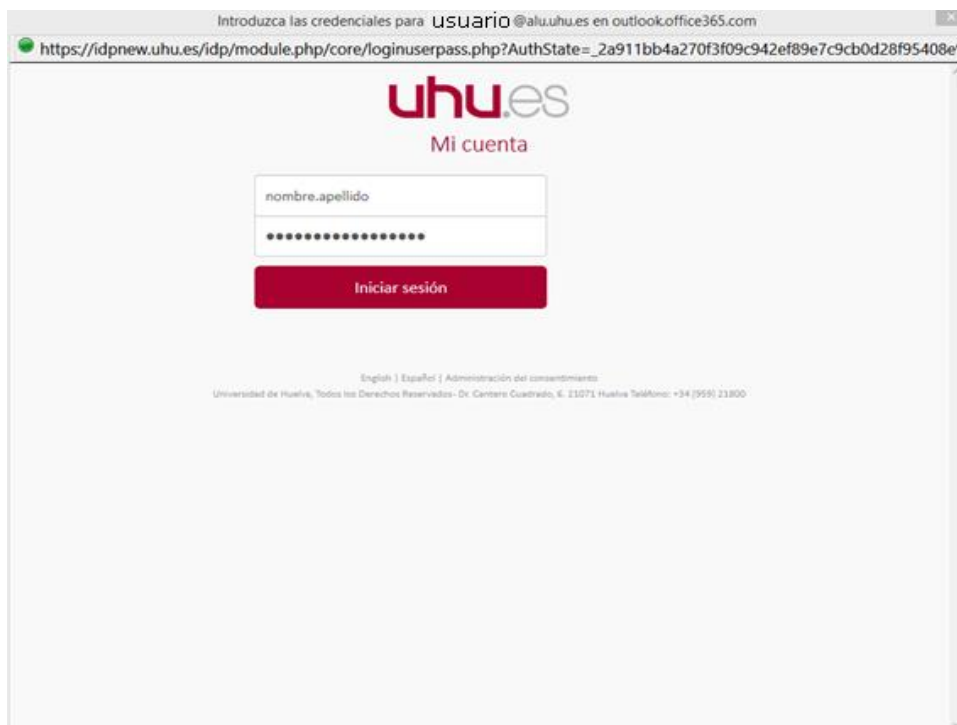 Introduzca las credenciales para usuario @alu.uhu.es en outlook.office365.com
https://idpnew.uhu.es/idp/module.php/core/loginuserpass.php?AuthState=_2a911bb4a270f3f09c942ef89e7c9cb0d28f95408e
uhu.es
Mi cuenta
nombre.apellido
Iniciar sesión
English | Español | Administración del consentimiento
Universidad de Huelva, Todos los Derechos Reservados- Dr. Cantero Cuadrado, 6. 21071 Huelva Teléfono: +34 (959) 21800